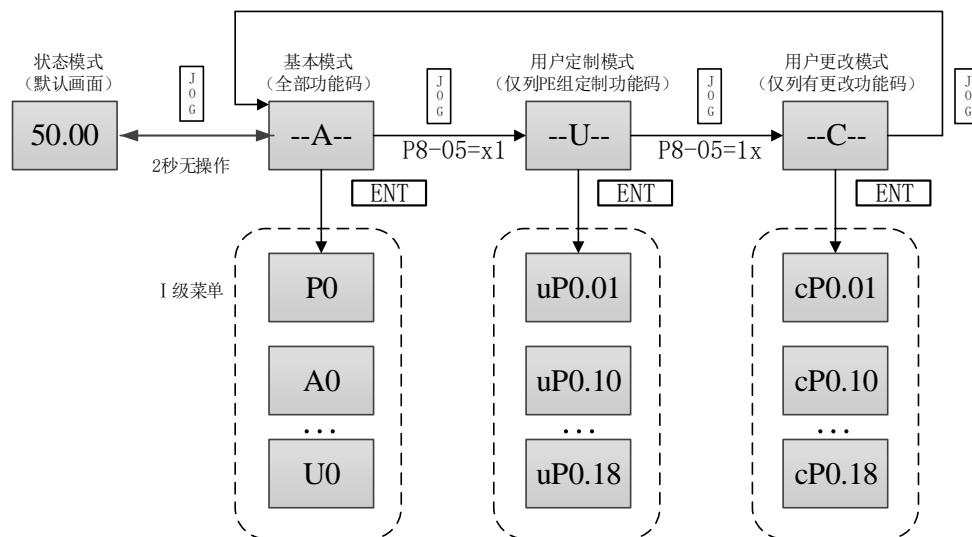 状态模式
（默认画面）
基本模式
（全部功能码）
用户定制模式
（仅列PE组定制功能码）
用户更改模式
（仅列有更改功能码）
JOG
JOG
JOG
JOG
50.00
--A--
--U--
--C--
2秒无操作
P8-05=x1
P8-05=1x
ENT
ENT
ENT
I 级菜单
P0
uP0.01
cP0.01
A0
uP0.10
cP0.10
...
...
...
U0
uP0.18
cP0.18